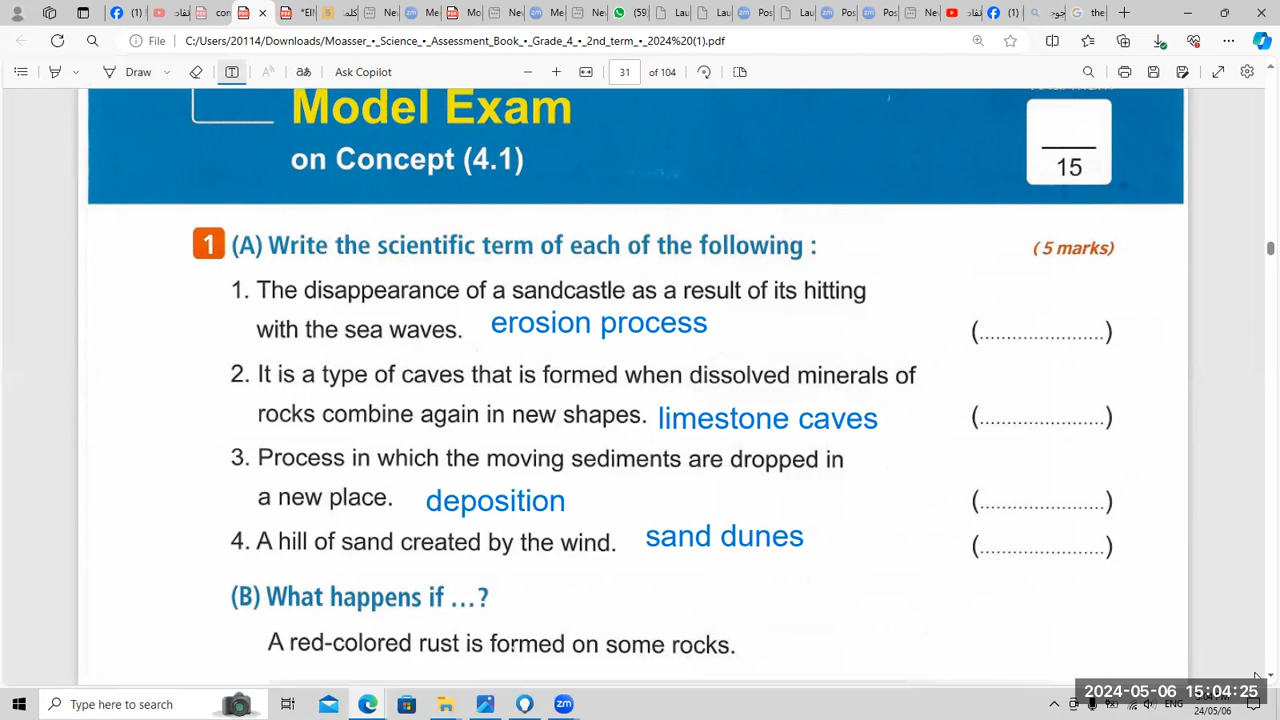 File
C:/Users/20114/Downloads/Moasser_•_Science_•_Assessment_Book_•_Grade_4_•_2nd_term_•_2024%20(1).pdf
Draw
Ask Copilot
31 of 104
Model Exam
on Concept (4.1)
15
1 (A) Write the scientific term of each of the following :
(5 marks)
1. The disappearance of a sandcastle as a result of its hitting
with the sea waves. erosion process (......................)
2. It is a type of caves that is formed when dissolved minerals of
rocks combine again in new shapes. limestone caves (......................)
3. Process in which the moving sediments are dropped in
a new place. deposition (......................)
4. A hill of sand created by the wind. sand dunes (......................)
(B) What happens if ...?
A red-colored rust is formed on some rocks.
Type here to search
zm
ENG
2024-05-06 15:04:25
24/05/06